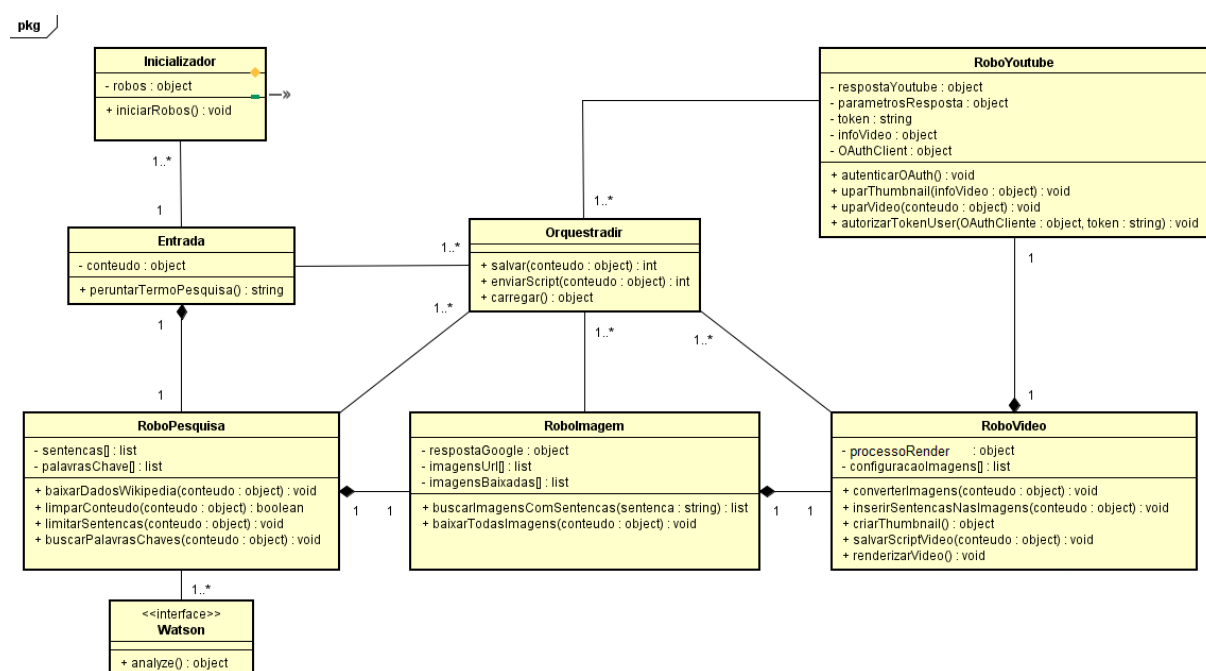 pkg
Inicializador
- robos : object
+ iniciarRobos() : void
1..*
1
Entrada
- conteudo : object
+ peruntarTermoPesquisa() : string
1
1
RoboYoutube
- respostaYoutube : object
- parametrosResposta : object
- token : string
- infoVideo : object
- OAuthClient : object
+ autenticarOAuth() : void
+ uparThumbnail(infoVideo : object) : void
+ uparVideo(conteudo : object) : void
+ autorizarTokenUser(OAuthCliente : object, token : string) : void
1
1
1..*
1..*
Orquestradir
+ salvar(conteudo : object) : int
+ enviarScript(conteudo : object) : int
+ carregar() : object
1..*
1..*
1..*
RoboPesquisa
- sentencas[] : list
- palavrasChave[] : list
+ baixarDadosWikipedia(conteudo : object) : void
+ limparConteudo(conteudo : object) : boolean
+ limitarSentencas(conteudo : object) : void
+ buscarPalavrasChaves(conteudo : object) : void
1
1
RoboImagem
- respostaGoogle : object
- imagensUrl[] : list
- imagensBaixadas[] : list
+ buscarImagensComSentencas(sentenca : string) : list
+ baixarTodasImagens(conteudo : object) : void
1
1
RoboVideo
- processoRender : object
- configuracaoImagens[] : list
+ converterImagens(conteudo : object) : void
+ inserirSentencasNasImagens(conteudo : object) : void
+ criarThumbnail() : object
+ salvarScriptVideo(conteudo : object) : void
+ renderizarVideo() : void
1..*
<<interface>>
Watson
+ analyze() : object